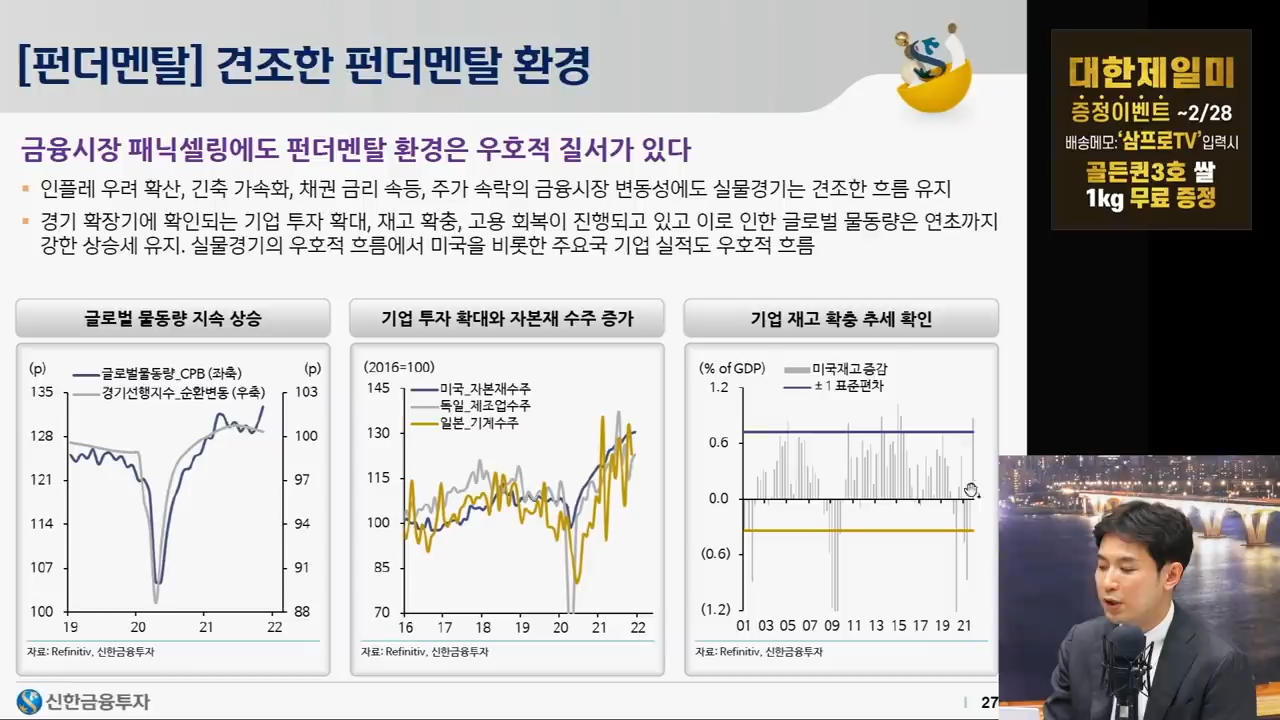 [펀더멘탈] 견조한 펀더멘탈 환경
금융시장 패닉셀링에도 펀더멘탈 환경은 우호적 질서가 있다
인플레 우려 확산, 긴축 가속화, 채권 금리 속등, 주가 속락의 금융시장 변동성에도 실물경기는 견조한 흐름 유지
경기 확장기에 확인되는 기업 투자 확대, 재고 확충, 고용 회복이 진행되고 있고 이로 인한 글로벌 물동량은 연초까지
강한 상승세 유지. 실물경기의 우호적 흐름에서 미국을 비롯한 주요국 기업 실적도 우호적 흐름
글로벌 물동량 지속 상승
(p)
글로벌물동량_CPB (좌축)
경기선행지수_순환변동 (우축)
(p)
135
128
121
114
107
100
103
100
97
94
91
88
19 20 21 22
자료: Refinitiv, 신한금융투자
기업 투자 확대와 자본재 수주 증가
(2016=100)
미국_자본재수주
독일_제조업수주
일본_기계수주
145
130
115
100
85
70
16 17 18 19 20 21 22
자료: Refinitiv, 신한금융투자
기업 재고 확충 추세 확인
(% of GDP)
미국재고증감
±1표준편차
1.2
0.6
0.0
(0.6)
(1.2)
01 03 05 07 09 11 13 15 17 19 21
자료: Refinitiv, 신한금융투자
신한금융투자
27
대한제일미
증정이벤트 ~2/28
배송메모:'삼프로TV'입력시
골든퀸3호 쌀
1kg 무료 증정